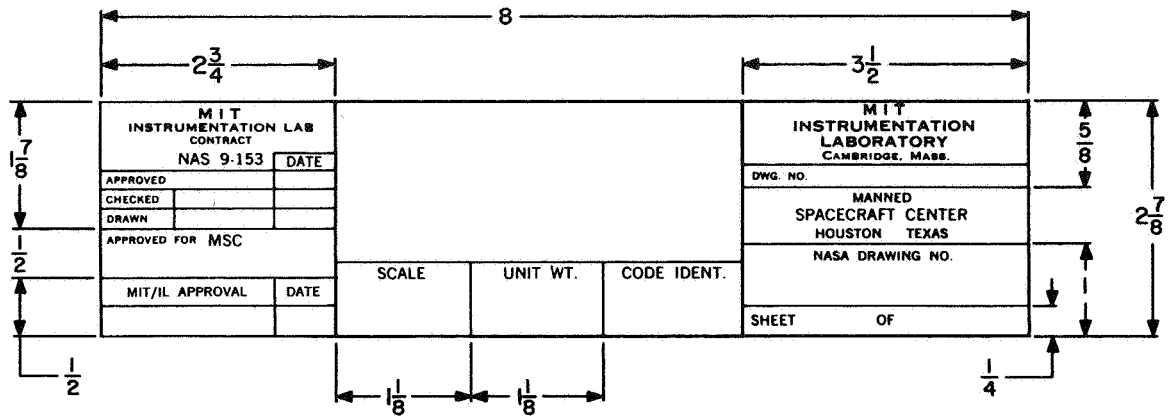 8
2 3/4
3 1/2
MIT
INSTRUMENTATION LAB
CONTRACT
NAS 9-153 DATE
APPROVED
CHECKED
DRAWN
APPROVED FOR MSC
MIT/IL APPROVAL DATE
1 7/8
1/2
1/2
SCALE UNIT WT. CODE IDENT.
1 1/8 1 1/8
MIT
INSTRUMENTATION
LABORATORY
CAMBRIDGE, MASS.
DWG. NO.
MANNED
SPACECRAFT CENTER
HOUSTON TEXAS
NASA DRAWING NO.
SHEET OF
5/8
2 7/8
1
1/4